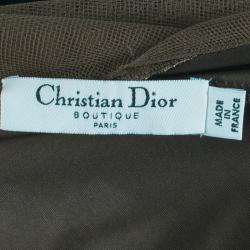 Christian Dior
BOUTIQUE
PARIS
MADE
IN
FRANCE